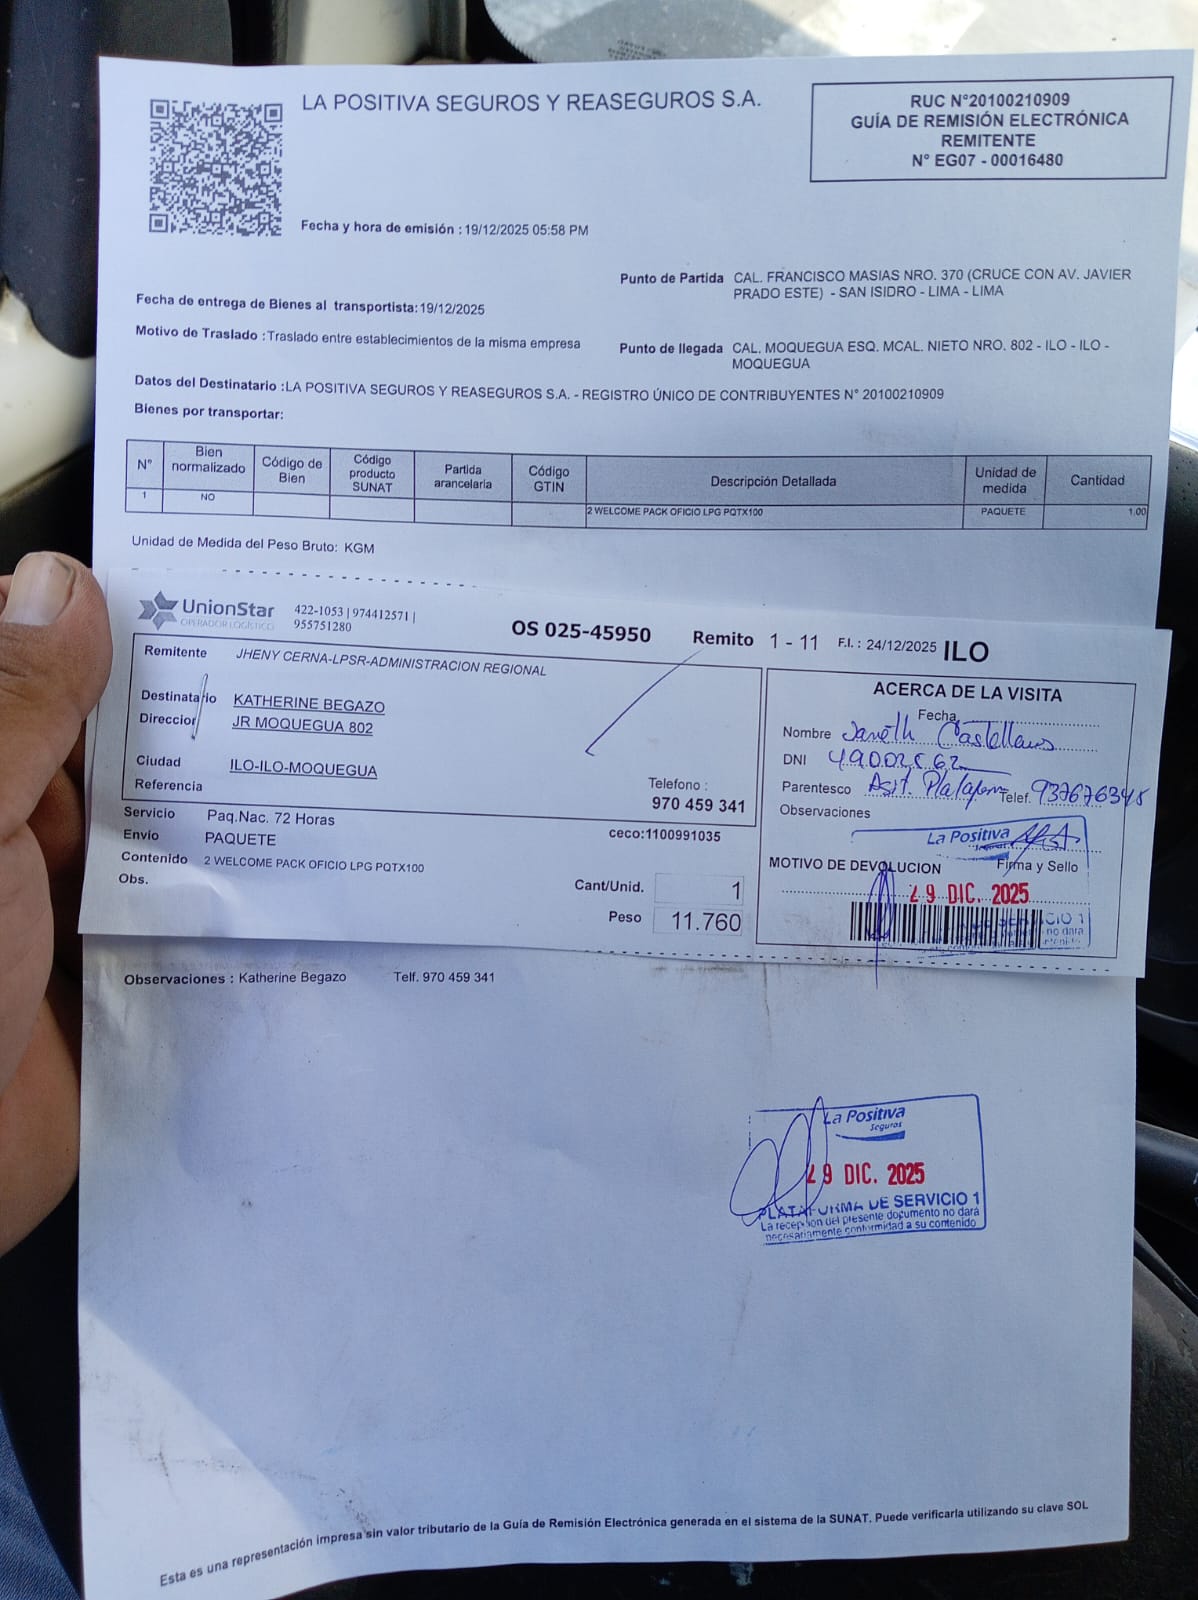 LA POSITIVA SEGUROS Y REASEGUROS S.A.
RUC N°20100210909
GUÍA DE REMISIÓN ELECTRÓNICA
REMITENTE
N° EG07 - 00016480
Fecha y hora de emisión : 19/12/2025 05:58 PM
Punto de Partida CAL. FRANCISCO MASIAS NRO. 370 (CRUCE CON AV. JAVIER
PRADO ESTE) - SAN ISIDRO - LIMA - LIMA
Fecha de entrega de Bienes al transportista: 19/12/2025
Motivo de Traslado : Traslado entre establecimientos de la misma empresa
Punto de llegada CAL. MOQUEGUA ESQ. MCAL. NIETO NRO. 802 - ILO - ILO -
MOQUEGUA
Datos del Destinatario : LA POSITIVA SEGUROS Y REASEGUROS S.A. - REGISTRO ÚNICO DE CONTRIBUYENTES N° 20100210909
Bienes por transportar:
N° Bien normalizado Código de Bien Código producto SUNAT Partida arancelaria Código GTIN Descripción Detallada Unidad de medida Cantidad
1 NO 2 WELCOME PACK OFICIO LPG PQTX100 PAQUETE 1.00
Unidad de Medida del Peso Bruto: KGM
UnionStar
OPERADOR LOGÍSTICO
422-1053 | 974412571 |
955751280
OS 025-45950 Remito 1 - 11 F.I. : 24/12/2025 ILO
Remitente JHENY CERNA-LPSR-ADMINISTRACION REGIONAL
Destinatario KATHERINE BEGAZO
Direccion JR MOQUEGUA 802
Ciudad ILO-ILO-MOQUEGUA
Referencia
Telefono :
970 459 341
Servicio Paq.Nac. 72 Horas
Envio PAQUETE
ceco:1100991035
Contenido 2 WELCOME PACK OFICIO LPG PQTX100
Obs.
Cant/Unid. 1
Peso 11.760
ACERCA DE LA VISITA
Fecha
Nombre Janeth Castellanos
DNI
Parentesco Asit. Plataforma Telef. 937676345
Observaciones
La Positiva
MOTIVO DE DEVOLUCION Firma y Sello
29 DIC. 2025
Observaciones : Katherine Begazo Telf. 970 459 341
La Positiva
Seguros
29 DIC. 2025
PLATAFORMA DE SERVICIO 1
La recepción del presente documento no dará
necesariamente conformidad a su contenido
Esta es una representación impresa sin valor tributario de la Guía de Remisión Electrónica generada en el sistema de la SUNAT. Puede verificarla utilizando su clave SOL